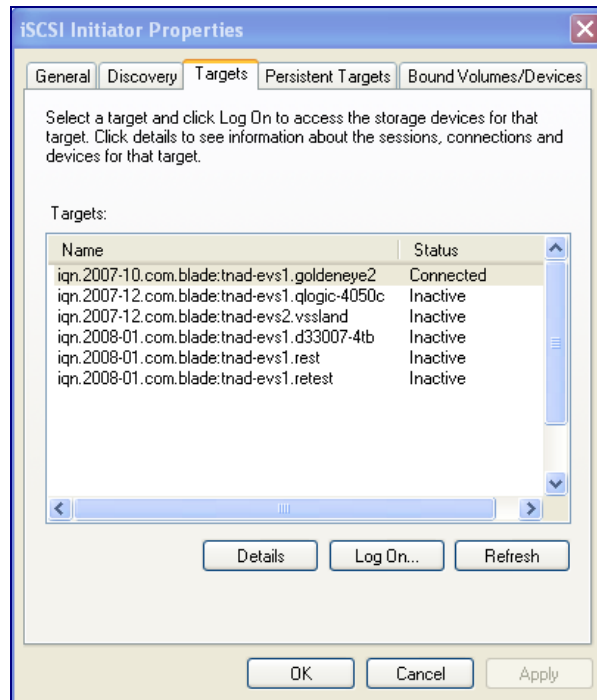 iSCSI Initiator Properties
General Discovery Targets Persistent Targets Bound Volumes/Devices
Select a target and click Log On to access the storage devices for that
target. Click details to see information about the sessions, connections and
devices for that target.
Targets:
Name Status
iqn.2007-10.com.blade:tnad-evs1.goldeneye2 Connected
iqn.2007-12.com.blade:tnad-evs1.qlogic-4050c Inactive
iqn.2007-12.com.blade:tnad-evs2.vssland Inactive
iqn.2008-01.com.blade:tnad-evs1.d33007-4tb Inactive
iqn.2008-01.com.blade:tnad-evs1.rest Inactive
iqn.2008-01.com.blade:tnad-evs1.retest Inactive
Details Log On... Refresh
OK Cancel Apply